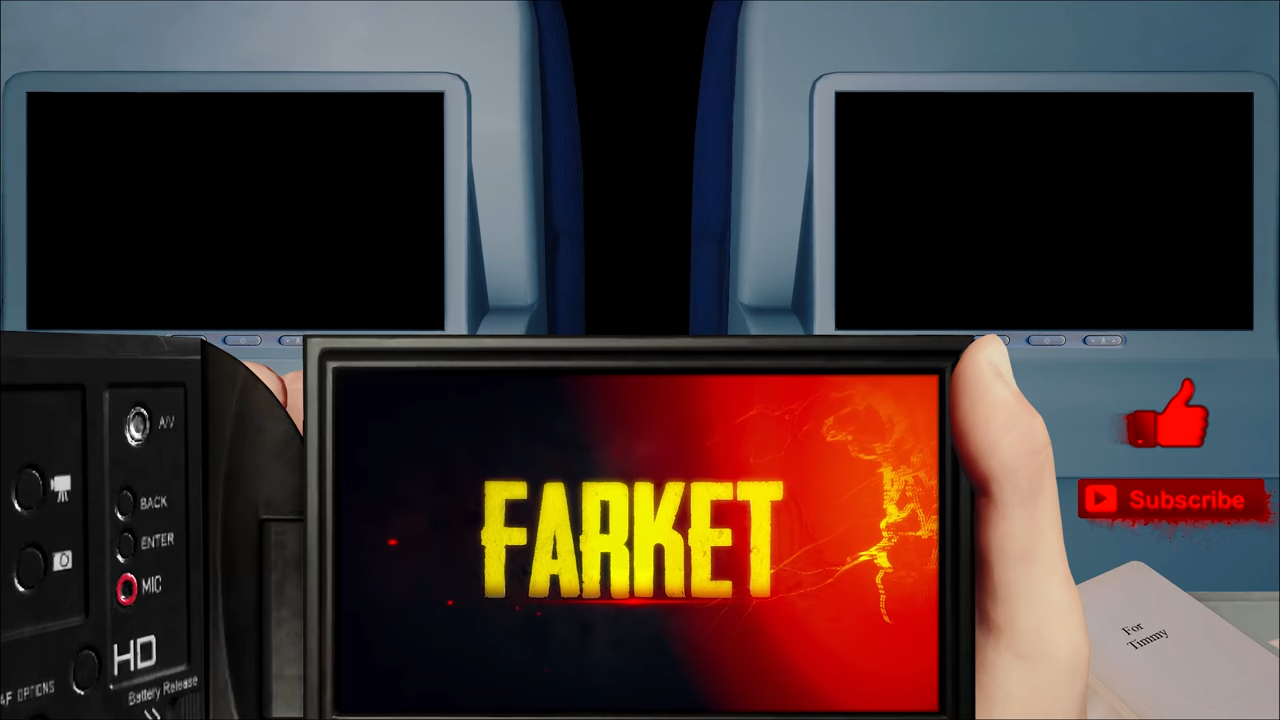 FARKET
A/V
BACK
ENTER
MIC
HD
AF OPTIONS
Battery Release
Subscribe
For
Timmy